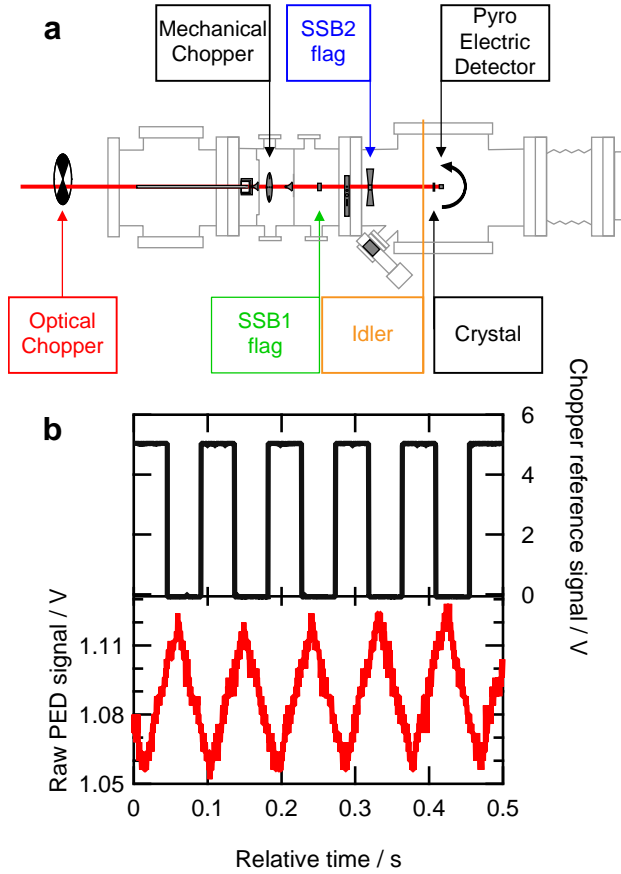 a
Mechanical
Chopper
SSB2
flag
Pyro
Electric
Detector
Optical
Chopper
SSB1
flag
Idler
Crystal
b
Chopper reference signal / V
6
4
2
0
Raw PED signal / V
1.11
1.08
1.05
0
0.1
0.2
0.3
0.4
0.5
Relative time / s